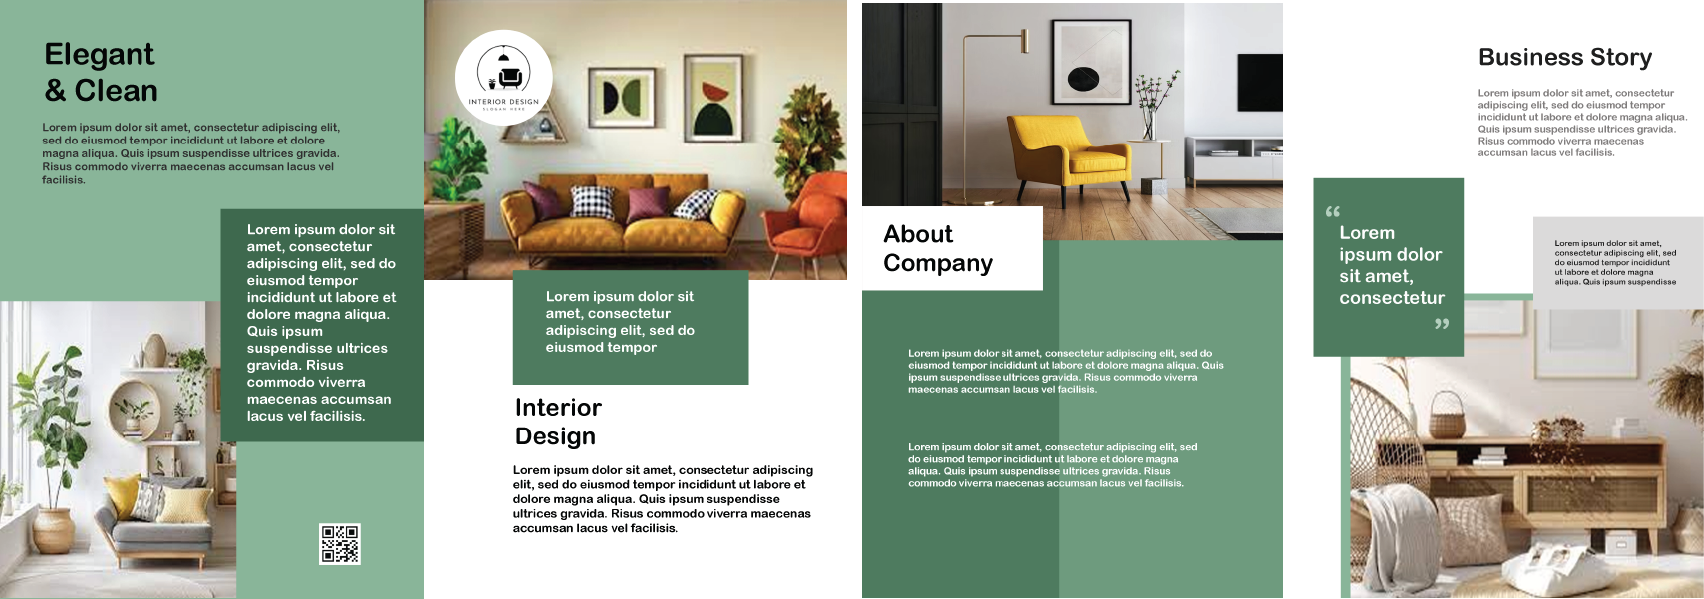 Elegant
& Clean
Lorem ipsum dolor sit amet, consectetur adipiscing elit,
sed do eiusmod tempor incididunt ut labore et dolore
magna aliqua. Quis ipsum suspendisse ultrices gravida.
Risus commodo viverra maecenas accumsan lacus vel
facilisis.
Lorem ipsum dolor sit
amet, consectetur
adipiscing elit, sed do
eiusmod tempor
incididunt ut labore et
dolore magna aliqua.
Quis ipsum
suspendisse ultrices
gravida. Risus
commodo viverra
maecenas accumsan
lacus vel facilisis.
INTERIOR DESIGN
SLOGAN HERE
Lorem ipsum dolor sit
amet, consectetur
adipiscing elit, sed do
eiusmod tempor
Interior
Design
Lorem ipsum dolor sit amet, consectetur adipiscing
elit, sed do eiusmod tempor incididunt ut labore et
dolore magna aliqua. Quis ipsum suspendisse
ultrices gravida. Risus commodo viverra maecenas
accumsan lacus vel facilisis.
About
Company
Lorem ipsum dolor sit amet, consectetur adipiscing elit, sed do
eiusmod tempor incididunt ut labore et dolore magna aliqua. Quis
ipsum suspendisse ultrices gravida. Risus commodo viverra
maecenas accumsan lacus vel facilisis.
Lorem ipsum dolor sit amet, consectetur adipiscing elit, sed
do eiusmod tempor incididunt ut labore et dolore magna
aliqua. Quis ipsum suspendisse ultrices gravida. Risus
commodo viverra maecenas accumsan lacus vel facilisis.
Business Story
Lorem ipsum dolor sit amet, consectetur
adipiscing elit, sed do eiusmod tempor
incididunt ut labore et dolore magna aliqua.
Quis ipsum suspendisse ultrices gravida.
Risus commodo viverra maecenas
accumsan lacus vel facilisis.
“
Lorem
ipsum dolor
sit amet,
consectetur
”
Lorem ipsum dolor sit amet,
consectetur adipiscing elit, sed
do eiusmod tempor incididunt
ut labore et dolore magna
aliqua. Quis ipsum suspendisse